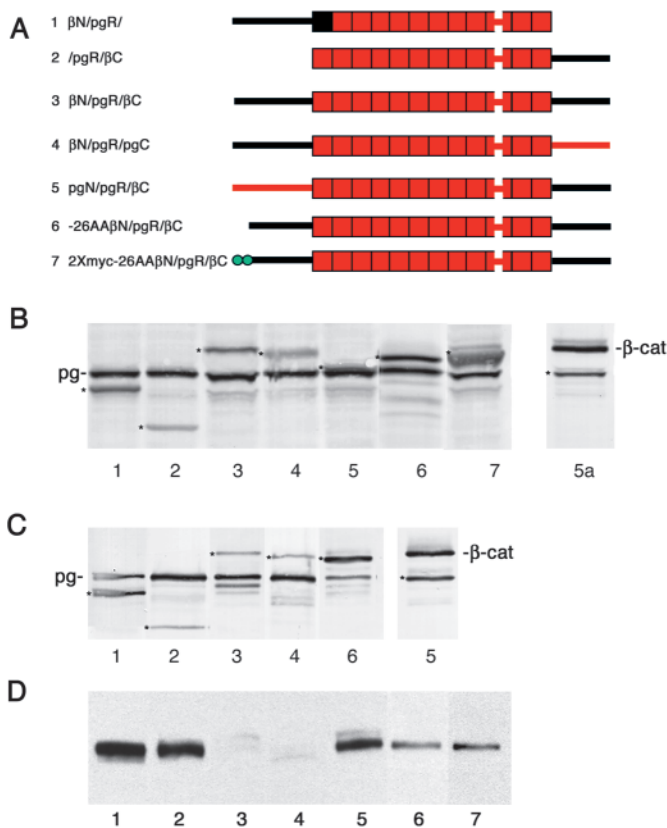 A
1 βN/pgR/
2 /pgR/βC
3 βN/pgR/βC
4 βN/pgR/pgC
5 pgN/pgR/βC
6 -26AAβN/pgR/βC
7 2Xmyc-26AAβN/pgR/βC
B
pg-
-β-cat
1 2 3 4 5 6 7 5a
C
pg-
-β-cat
1 2 3 4 6 5
D
1 2 3 4 5 6 7